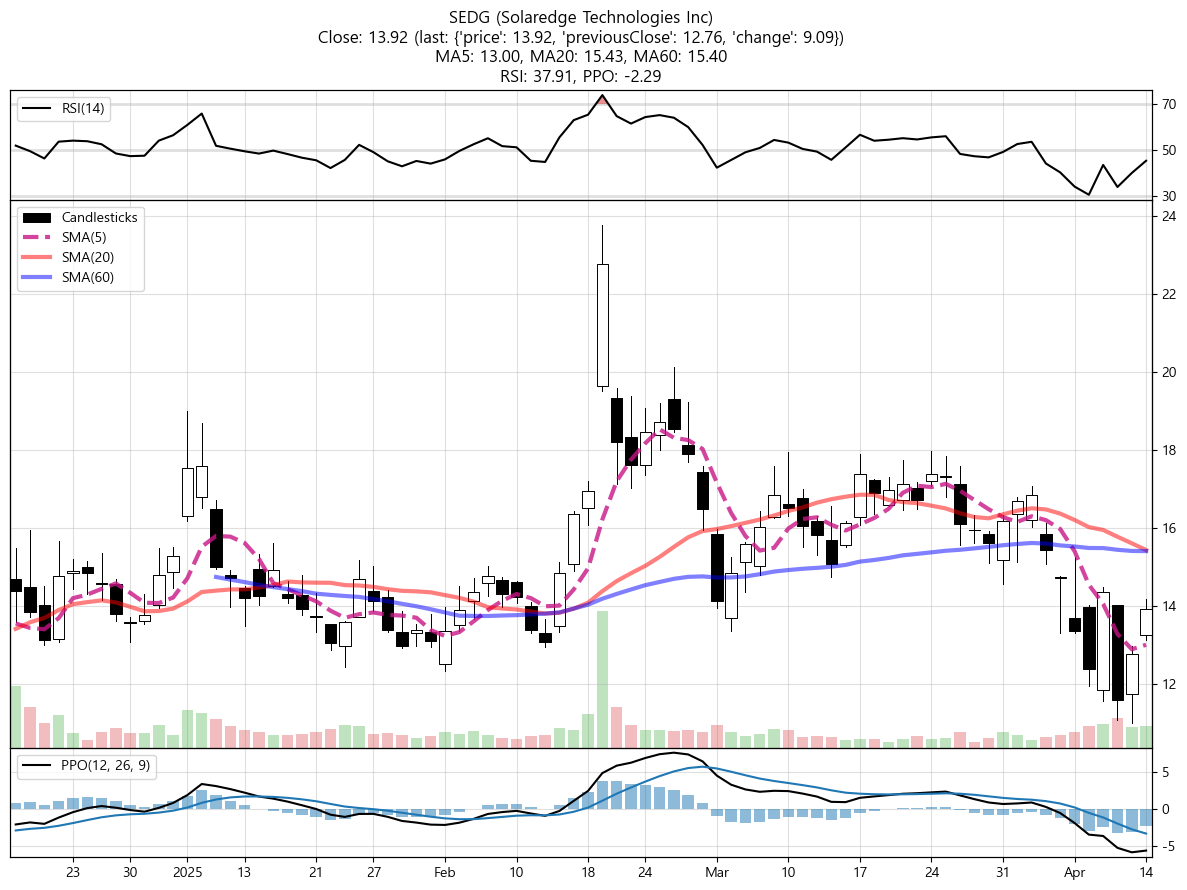 SEDG (Solaredge Technologies Inc)
Close: 13.92 (last: {'price': 13.92, 'previousClose': 12.76, 'change': 9.09})
MA5: 13.00, MA20: 15.43, MA60: 15.40
RSI: 37.91, PPO: -2.29
RSI(14)
70
50
30
Candlesticks
SMA(5)
SMA(20)
SMA(60)
24
22
20
18
16
14
12
PPO(12, 26, 9)
5
0
-5
23 30 2025 13 21 27 Feb 10 18 24 Mar 10 17 24 31 Apr 14